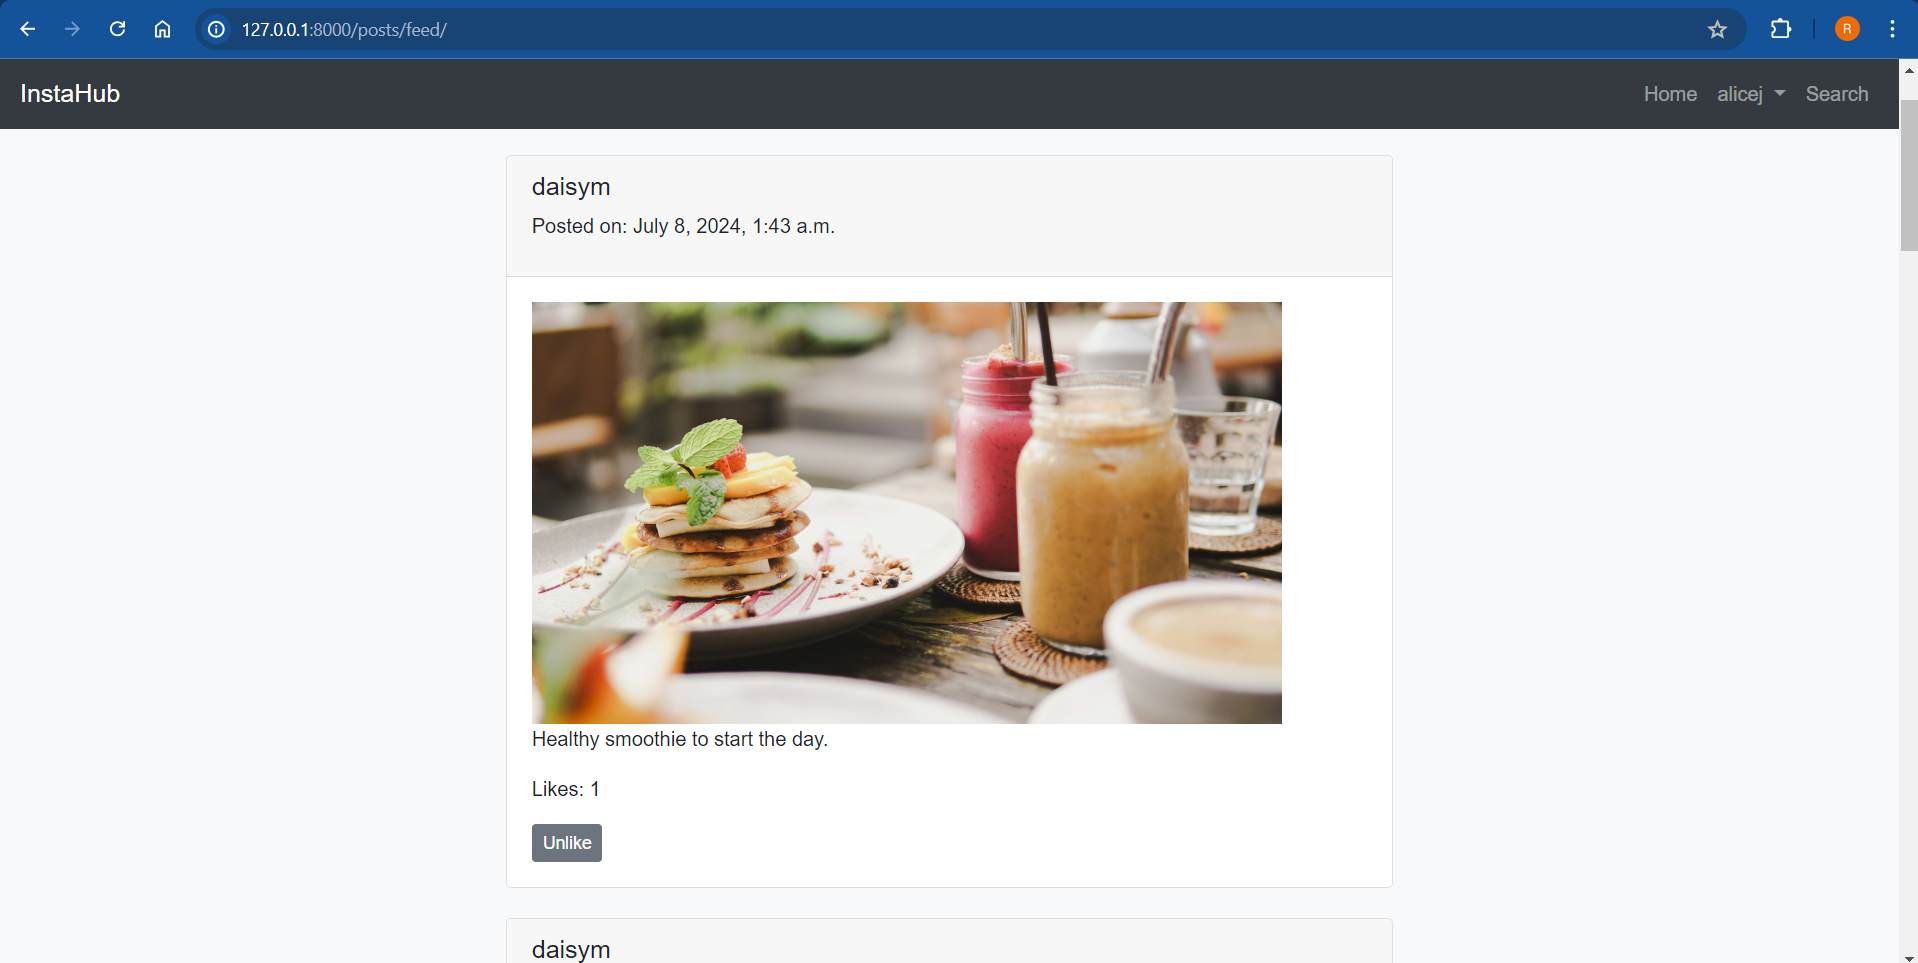 127.0.0.1:8000/posts/feed/
R
InstaHub
Home alicej Search
daisym
Posted on: July 8, 2024, 1:43 a.m.
Healthy smoothie to start the day.
Likes: 1
Unlike
daisym